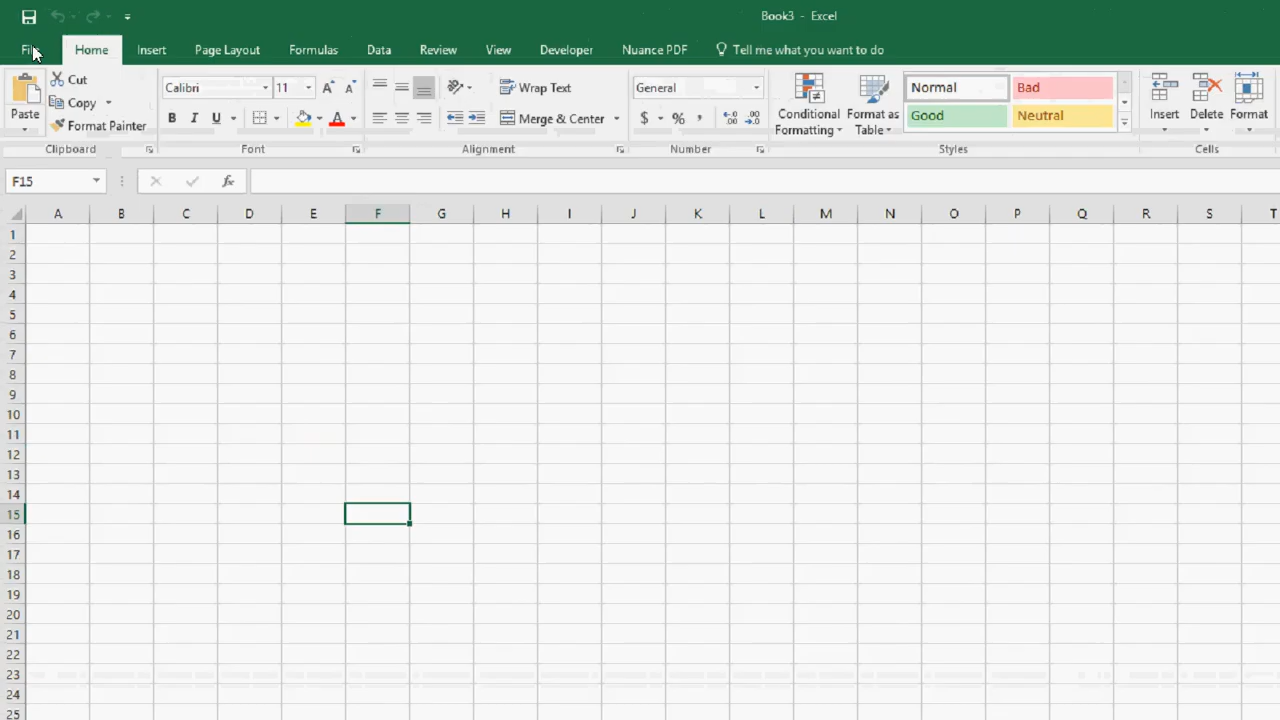 Book3 - Excel
File Home Insert Page Layout Formulas Data Review View Developer Nuance PDF Tell me what you want to do
Paste
Cut
Copy
Format Painter
Clipboard
Calibri 11
B I U A
Font
Wrap Text
Merge & Center
Alignment
General
$ % ,
Number
Conditional Formatting
Format as Table
Normal Bad
Good Neutral
Styles
Insert Delete Format
Cells
F15 fx
A B C D E F G H I J K L M N O P Q R S T
1
2
3
4
5
6
7
8
9
10
11
12
13
14
15
16
17
18
19
20
21
22
23
24
25